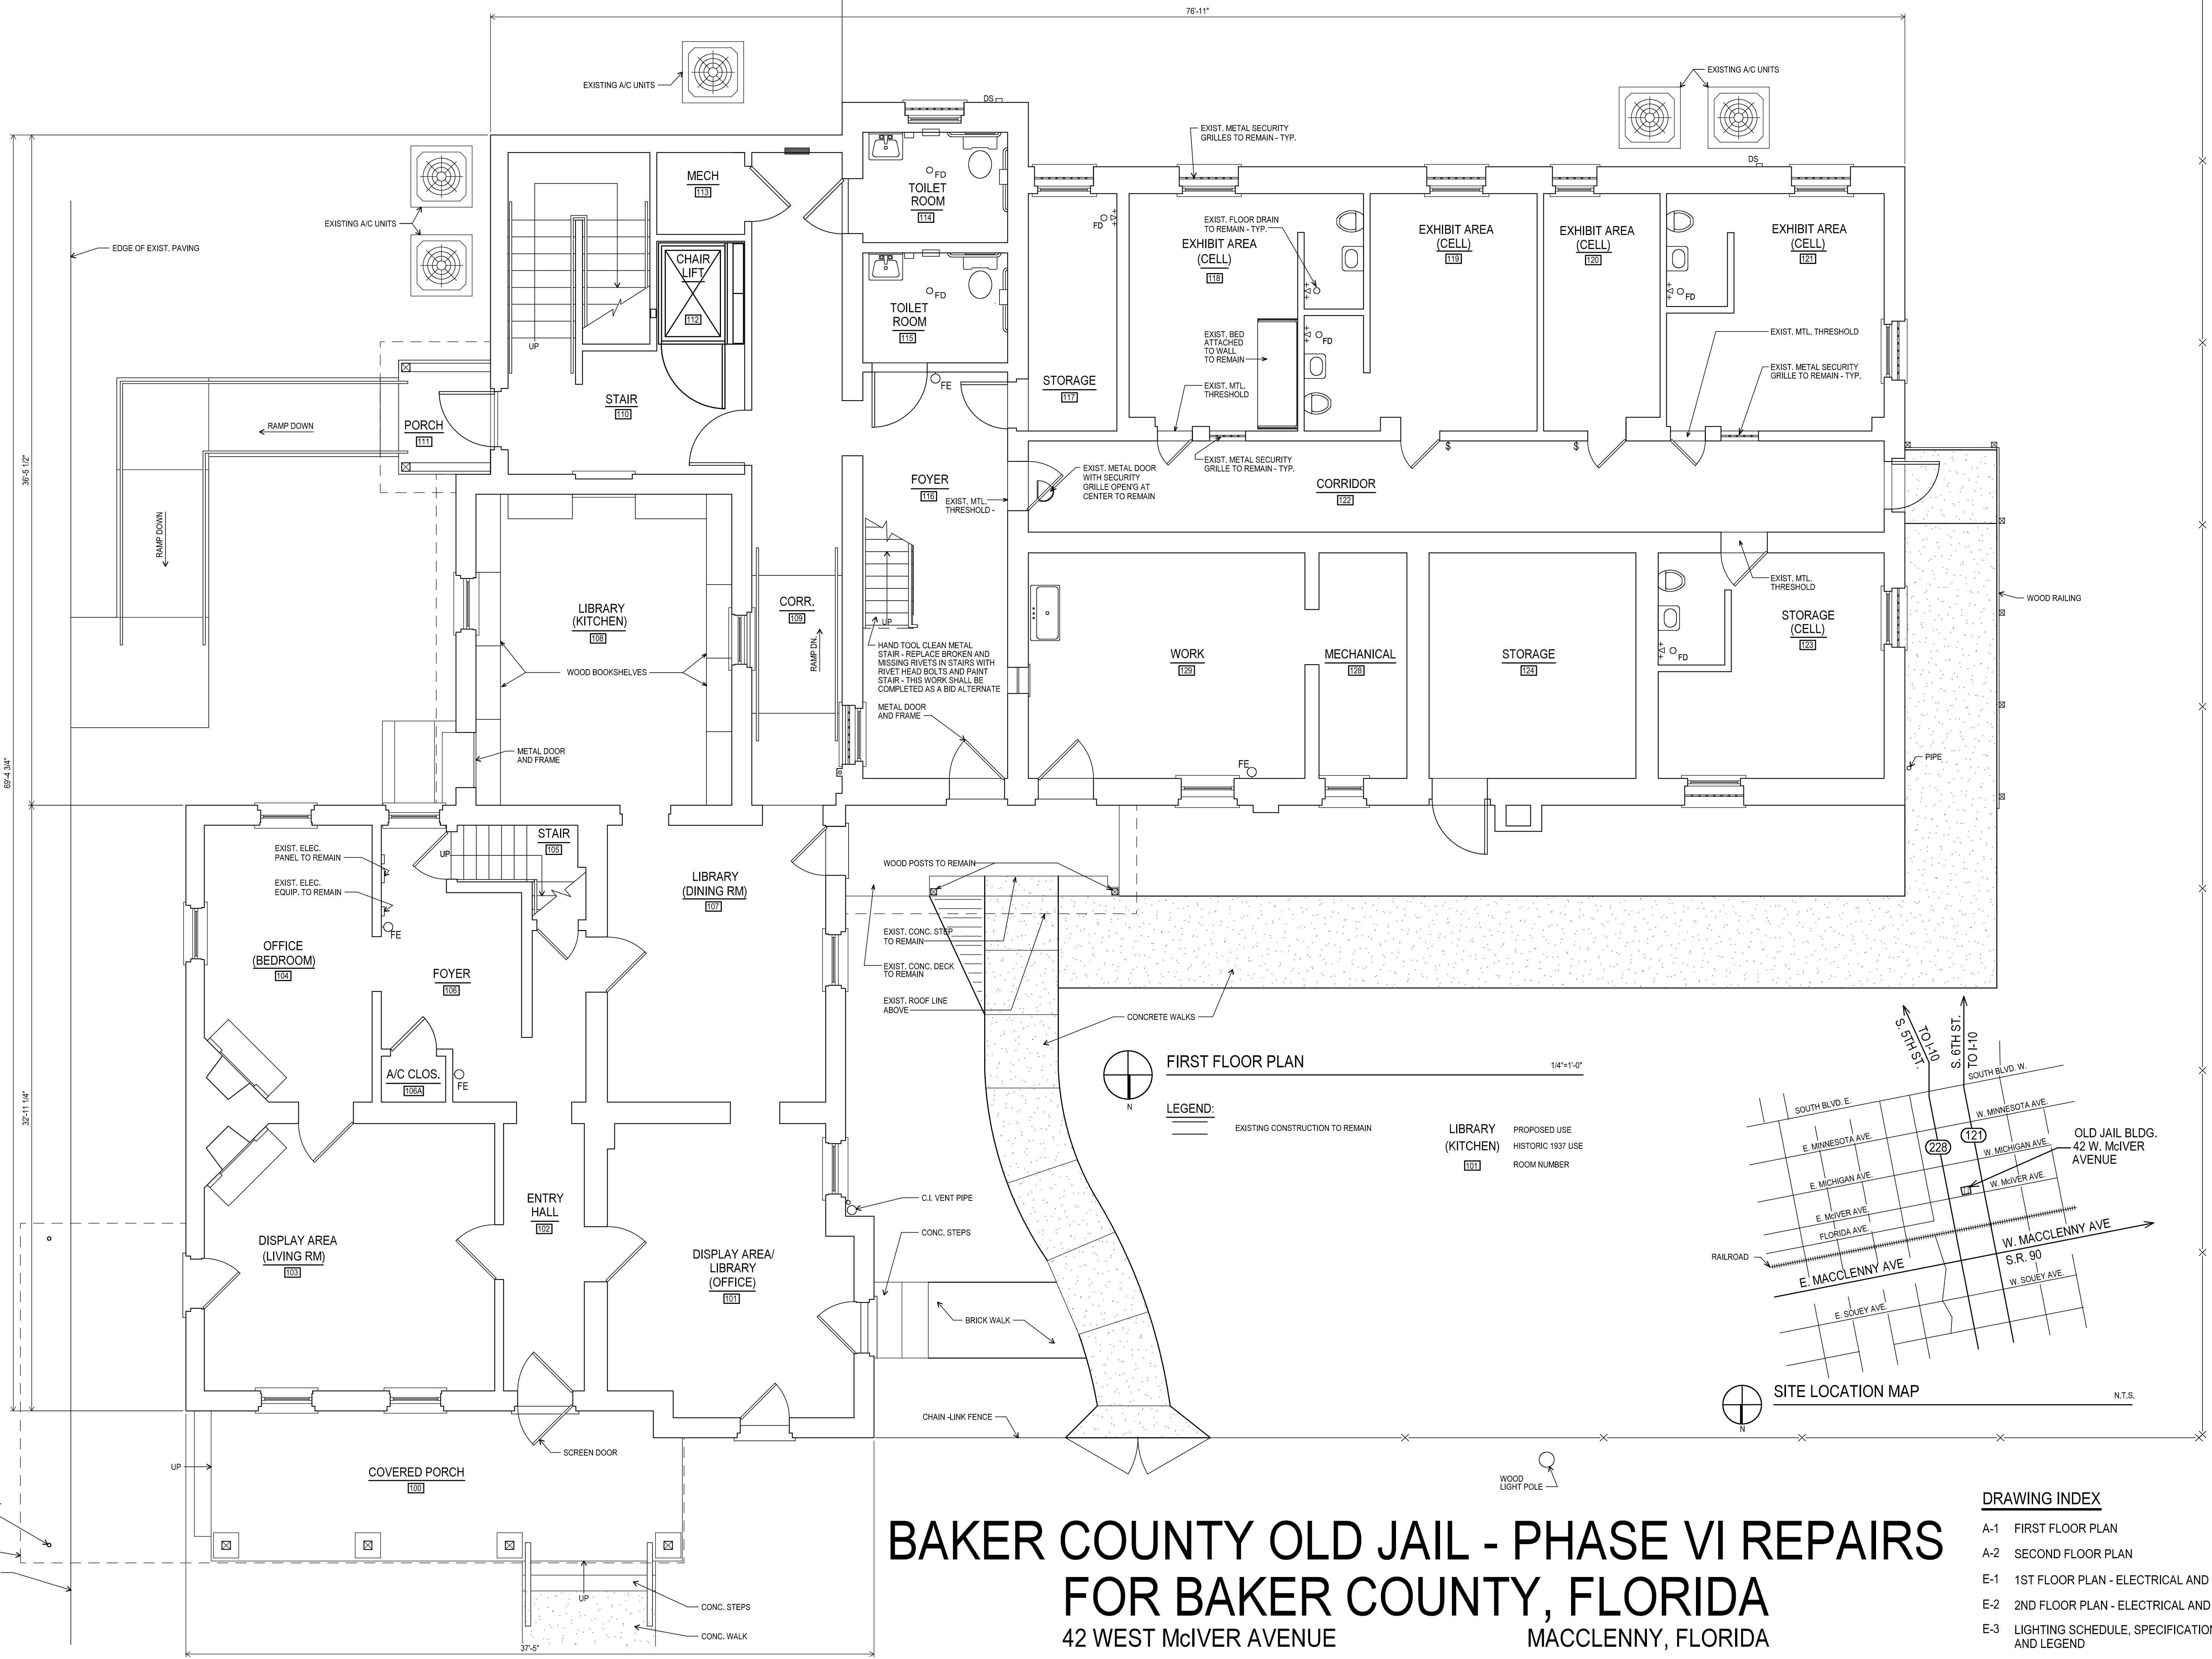 76'-11"
EXISTING A/C UNITS
EXISTING A/C UNITS
DS
EXIST. METAL SECURITY
GRILLES TO REMAIN - TYP.
DS
EXISTING A/C UNITS
EDGE OF EXIST. PAVING
MECH
113
FD
TOILET
ROOM
114
CHAIR
LIFT
112
FD
TOILET
ROOM
115
UP
FD
EXIST. FLOOR DRAIN
TO REMAIN - TYP.
EXHIBIT AREA
(CELL)
118
EXHIBIT AREA
(CELL)
119
EXHIBIT AREA
(CELL)
120
EXHIBIT AREA
(CELL)
121
FD
EXIST. BED
ATTACHED
TO WALL
TO REMAIN
FD
EXIST. MTL. THRESHOLD
EXIST. METAL SECURITY
GRILLE TO REMAIN - TYP.
EXIST. MTL.
THRESHOLD
STORAGE
117
FE
STAIR
110
PORCH
111
RAMP DOWN
RAMP DOWN
36'-5 1/2"
69'-4 3/4"
32'-11 1/4"
$
$
EXIST. METAL SECURITY
GRILLE TO REMAIN - TYP.
EXIST. METAL DOOR
WITH SECURITY
GRILLE OPEN'G AT
CENTER TO REMAIN
FOYER
116
EXIST. MTL.
THRESHOLD -
CORRIDOR
122
EXIST. MTL.
THRESHOLD
WOOD RAILING
LIBRARY
(KITCHEN)
108
CORR.
109
RAMP DN.
UP
HAND TOOL CLEAN METAL
STAIR - REPLACE BROKEN AND
MISSING RIVETS IN STAIRS WITH
RIVET HEAD BOLTS AND PAINT
STAIR - THIS WORK SHALL BE
COMPLETED AS A BID ALTERNATE
METAL DOOR
AND FRAME
WOOD BOOKSHELVES
METAL DOOR
AND FRAME
WORK
129
MECHANICAL
128
STORAGE
124
STORAGE
(CELL)
123
FD
FE
PIPE
EXIST. ELEC.
PANEL TO REMAIN
EXIST. ELEC.
EQUIP. TO REMAIN
UP
STAIR
105
FE
OFFICE
(BEDROOM)
104
FOYER
106
A/C CLOS.
106A
FE
LIBRARY
(DINING RM)
107
WOOD POSTS TO REMAIN
EXIST. CONC. STEP
TO REMAIN
EXIST. CONC. DECK
TO REMAIN
EXIST. ROOF LINE
ABOVE
CONCRETE WALKS
N
FIRST FLOOR PLAN
1/4"=1'-0"
LEGEND:
EXISTING CONSTRUCTION TO REMAIN
LIBRARY PROPOSED USE
(KITCHEN) HISTORIC 1937 USE
101 ROOM NUMBER
DISPLAY AREA
(LIVING RM)
103
ENTRY
HALL
102
DISPLAY AREA/
LIBRARY
(OFFICE)
101
C.I. VENT PIPE
CONC. STEPS
BRICK WALK
CHAIN -LINK FENCE
SCREEN DOOR
UP
COVERED PORCH
100
UP
CONC. STEPS
CONC. WALK
37'-5"
WOOD
LIGHT POLE
S. 5TH ST.
TO I-10
S. 6TH ST.
TO I-10
SOUTH BLVD. W.
SOUTH BLVD. E.
W. MINNESOTA AVE.
E. MINNESOTA AVE.
228
121
W. MICHIGAN AVE.
E. MICHIGAN AVE.
W. McIVER AVE.
E. McIVER AVE.
FLORIDA AVE.
OLD JAIL BLDG.
42 W. McIVER
AVENUE
RAILROAD
E. MACCLENNY AVE
W. MACCLENNY AVE
S.R. 90
W. SOUEY AVE.
E. SOUEY AVE.
N
SITE LOCATION MAP
N.T.S.
BAKER COUNTY OLD JAIL - PHASE VI REPAIRS
FOR BAKER COUNTY, FLORIDA
42 WEST McIVER AVENUE MACCLENNY, FLORIDA
DRAWING INDEX
A-1 FIRST FLOOR PLAN
A-2 SECOND FLOOR PLAN
E-1 1ST FLOOR PLAN - ELECTRICAL AND
E-2 2ND FLOOR PLAN - ELECTRICAL AND
E-3 LIGHTING SCHEDULE, SPECIFICATION
AND LEGEND